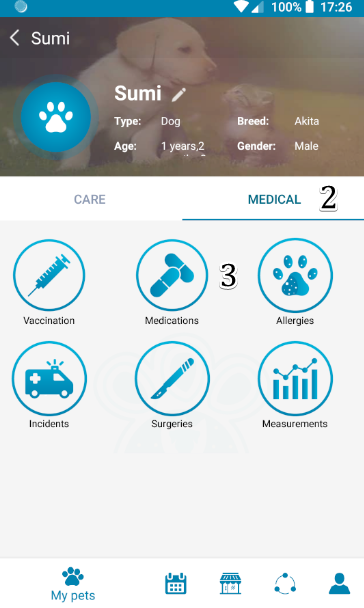 100% 17:26
Sumi
Sumi
Type: Dog Breed: Akita
Age: 1 years,2 Gender: Male
CARE MEDICAL 2
3
Vaccination Medications Allergies
Incidents Surgeries Measurements
My pets